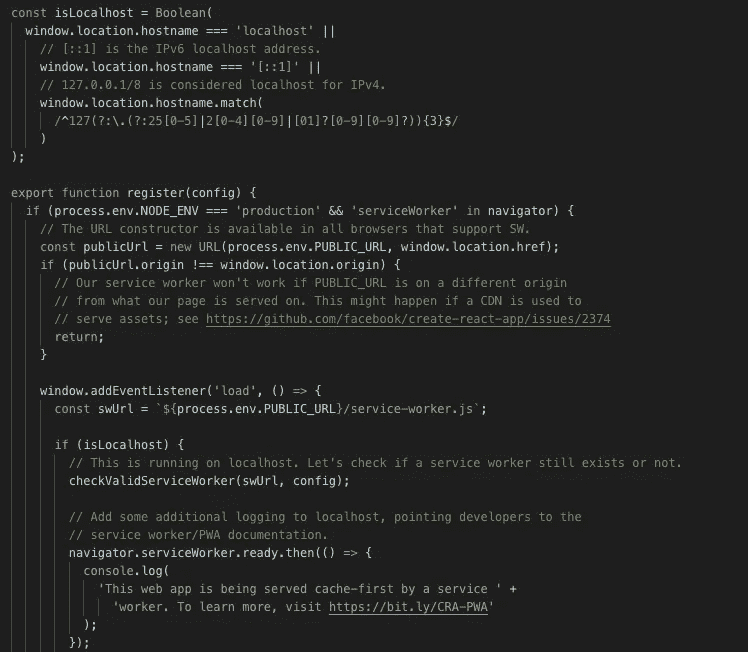 const isLocalhost = Boolean(
  window.location.hostname === 'localhost' ||
    // [::1] is the IPv6 localhost address.
    window.location.hostname === '[::1]' ||
    // 127.0.0.1/8 is considered localhost for IPv4.
    window.location.hostname.match(
      /^127(?:\.(?:25[0-5]|2[0-4][0-9]|[01]?[0-9][0-9]?)){3}$/
    )
);

export function register(config) {
  if (process.env.NODE_ENV === 'production' && 'serviceWorker' in navigator) {
    // The URL constructor is available in all browsers that support SW.
    const publicUrl = new URL(process.env.PUBLIC_URL, window.location.href);
    if (publicUrl.origin !== window.location.origin) {
      // Our service worker won't work if PUBLIC_URL is on a different origin
      // from what our page is served on. This might happen if a CDN is used to
      // serve assets; see https://github.com/facebook/create-react-app/issues/2374
      return;
    }

    window.addEventListener('load', () => {
      const swUrl = `${process.env.PUBLIC_URL}/service-worker.js`;

      if (isLocalhost) {
        // This is running on localhost. Let's check if a service worker still exists or not.
        checkValidServiceWorker(swUrl, config);

        // Add some additional logging to localhost, pointing developers to the
        // service worker/PWA documentation.
        navigator.serviceWorker.ready.then(() => {
          console.log(
            'This web app is being served cache-first by a service ' +
              'worker. To learn more, visit https://bit.ly/CRA-PWA'
          );
        });